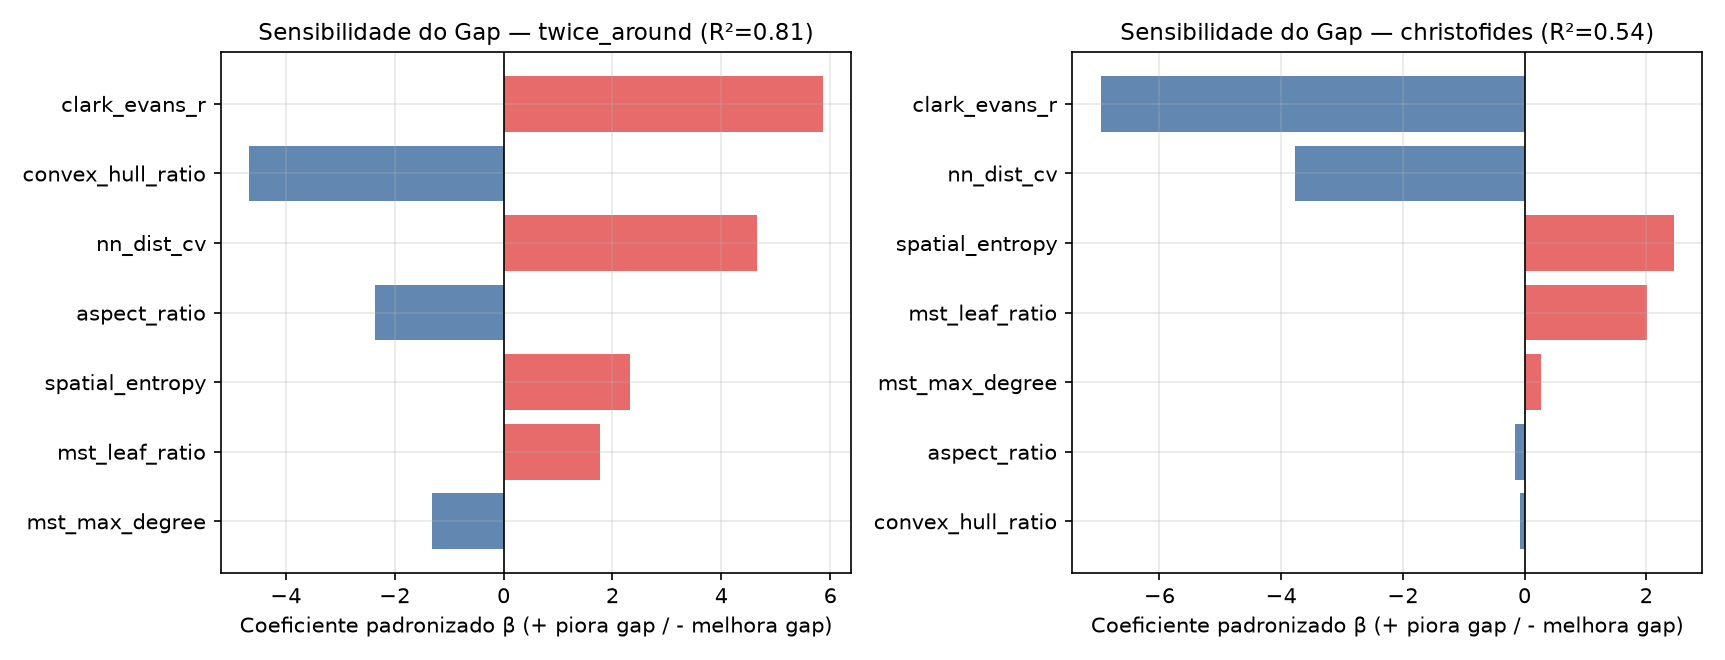 Sensibilidade do Gap — twice_around (R²=0.81)
clark_evans_r
convex_hull_ratio
nn_dist_cv
aspect_ratio
spatial_entropy
mst_leaf_ratio
mst_max_degree
−4 −2 0 2 4 6
Coeficiente padronizado β (+ piora gap / - melhora gap)
Sensibilidade do Gap — christofides (R²=0.54)
clark_evans_r
nn_dist_cv
spatial_entropy
mst_leaf_ratio
mst_max_degree
aspect_ratio
convex_hull_ratio
−6 −4 −2 0 2
Coeficiente padronizado β (+ piora gap / - melhora gap)